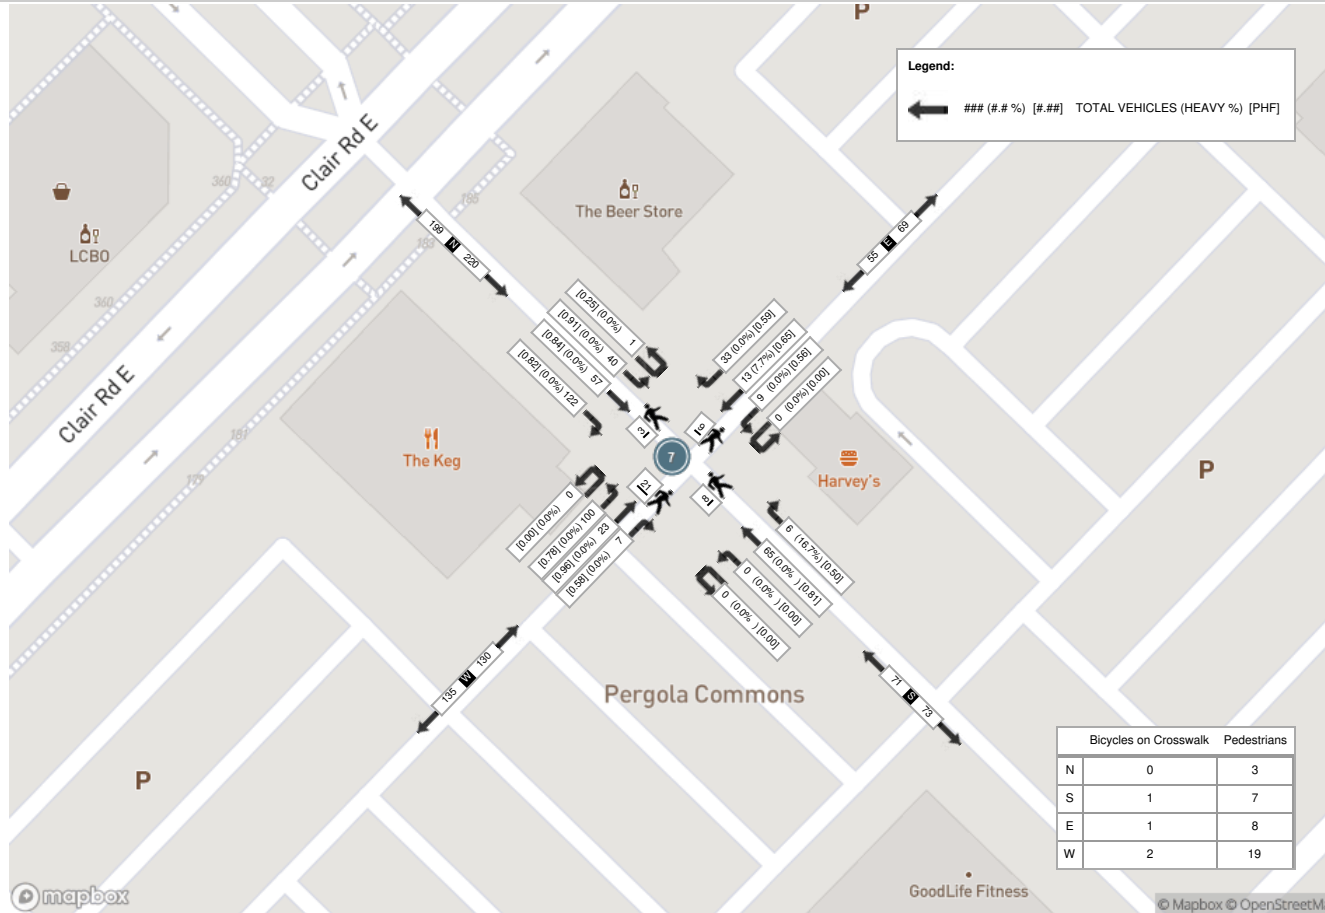 P
Legend:
### (#.# %) [#.##] TOTAL VEHICLES (HEAVY %) [PHF]
Clair Rd E
360
32
185
183
The Beer Store
LCBO
199 N 220
55 E 69
360
358
[0.25] (0.0%) 1
[0.91] (0.0%) 40
[0.84] (0.0%) 57
[0.82] (0.0%) 122
33 (0.0%) [0.59]
13 (7.7%) [0.65]
9 (0.0%) [0.56]
0 (0.0%) [0.00]
Clair Rd E
181
179
The Keg
3
9
7
Harvey's
P
21
8
[0.00] (0.0%) 0
[0.78] (0.0%) 100
[0.96] (0.0%) 23
[0.58] (0.0%) 7
6 (16.7%) [0.50]
65 (0.0% ) [0.81]
0 (0.0% ) [0.00]
0 (0.0% ) [0.00]
135 W 130
71 S 73
Pergola Commons
P
Bicycles on Crosswalk Pedestrians
N 0 3
S 1 7
E 1 8
W 2 19
GoodLife Fitness
mapbox
© Mapbox © OpenStreetM